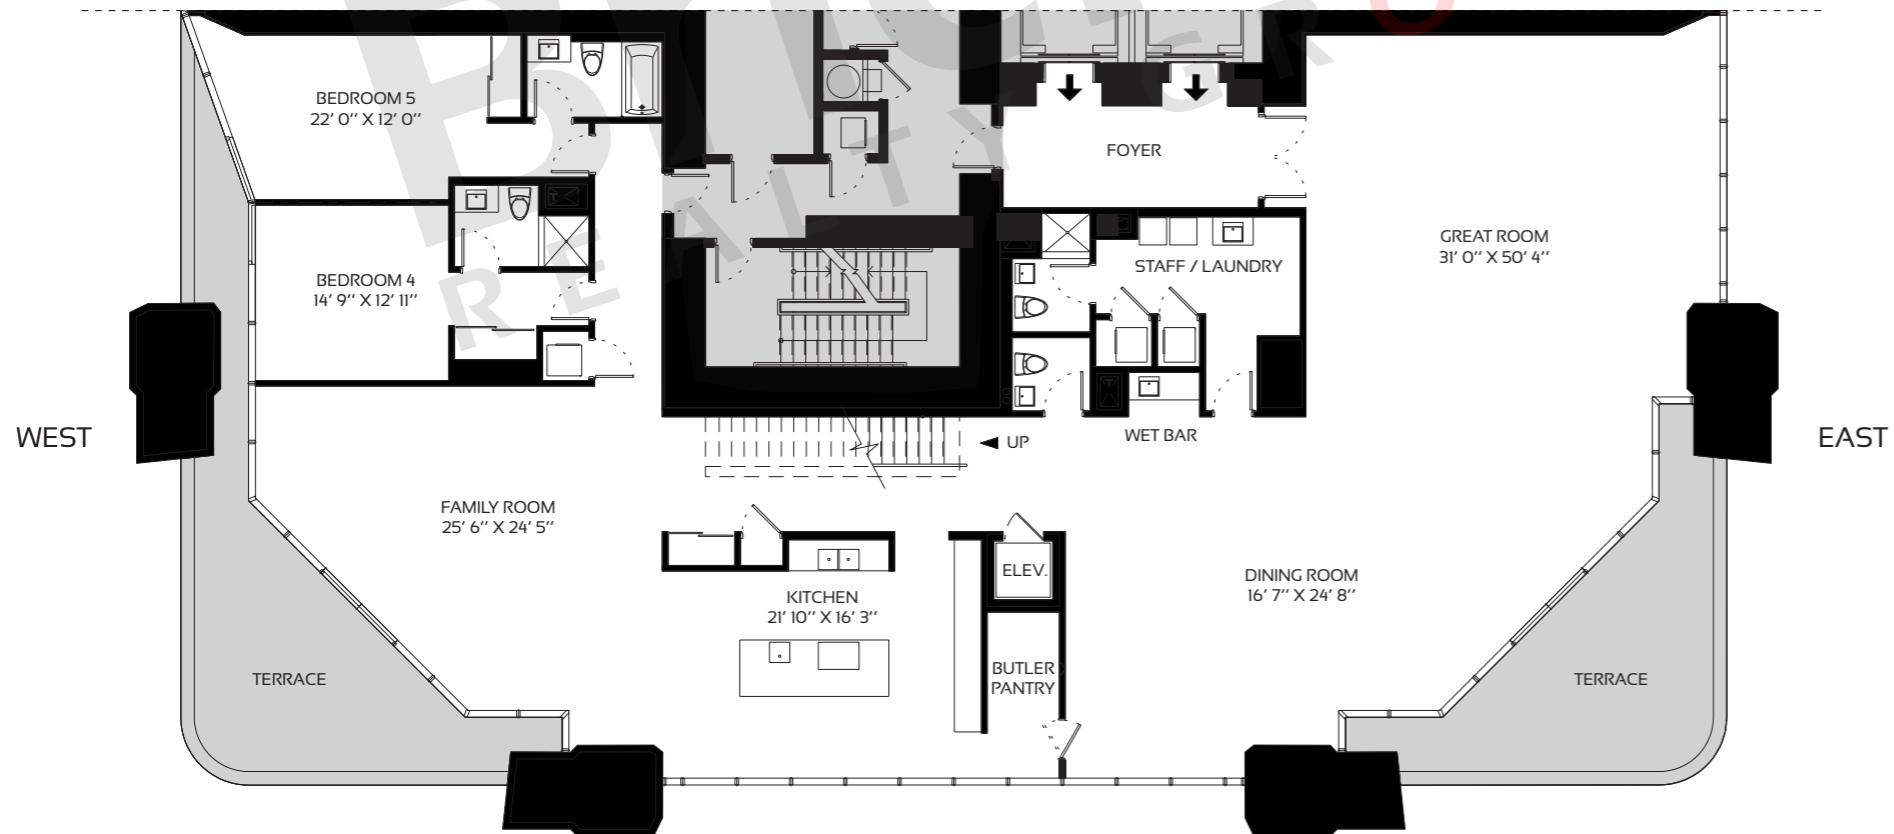 BEDROOM 5
22' 0'' X 12' 0''
FOYER
GREAT ROOM
31' 0'' X 50' 4''
STAFF / LAUNDRY
BEDROOM 4
14' 9'' X 12' 11''
REALTY GRO
WEST
UP
WET BAR
EAST
FAMILY ROOM
25' 6'' X 24' 5''
ELEV.
DINING ROOM
16' 7'' X 24' 8''
KITCHEN
21' 10'' X 16' 3''
BUTLER
PANTRY
TERRACE
TERRACE